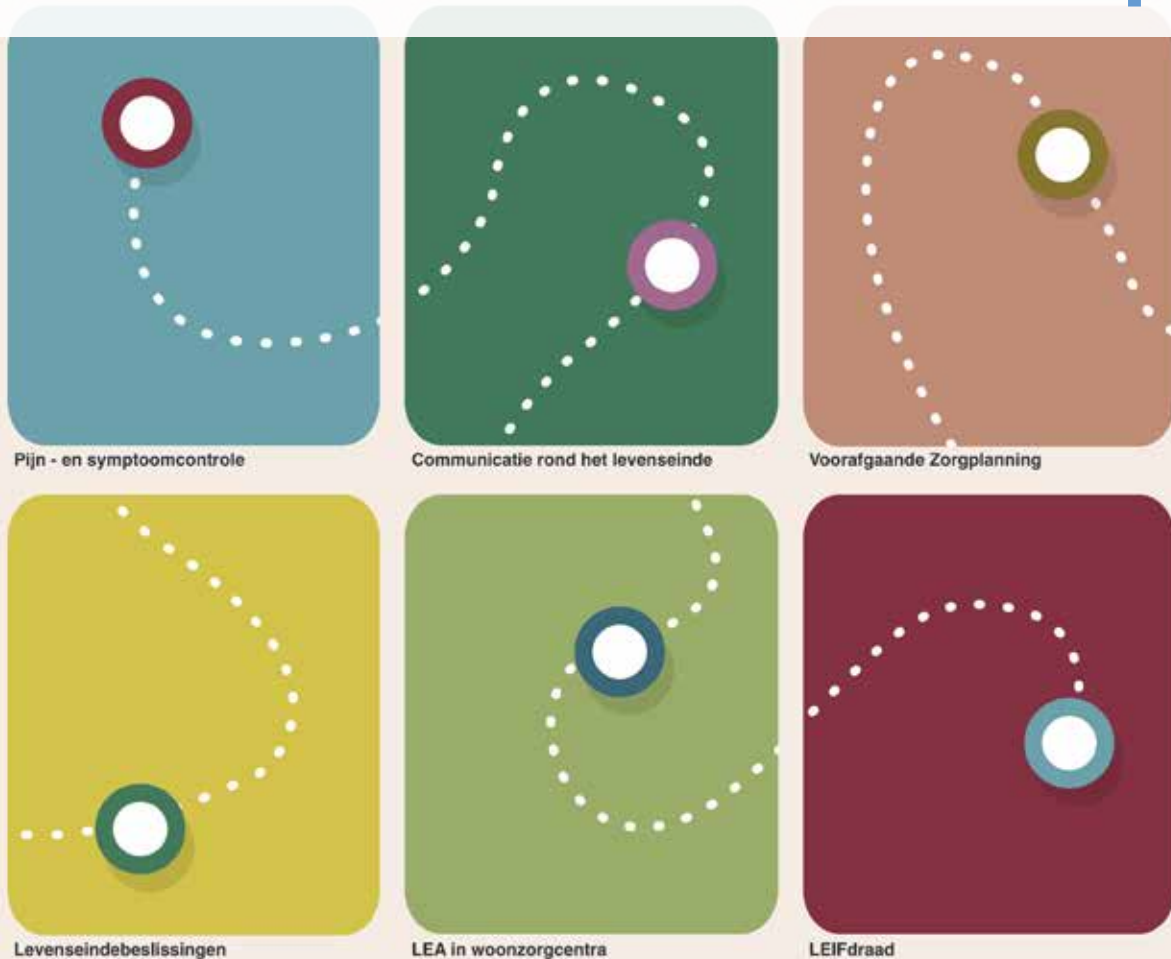 Pijn - en symptoomcontrole
Communicatie rond het levenseinde
Voorafgaande Zorgplanning
Levenseindebeslissingen
LEA in woonzorgcentra
LEIFdraad